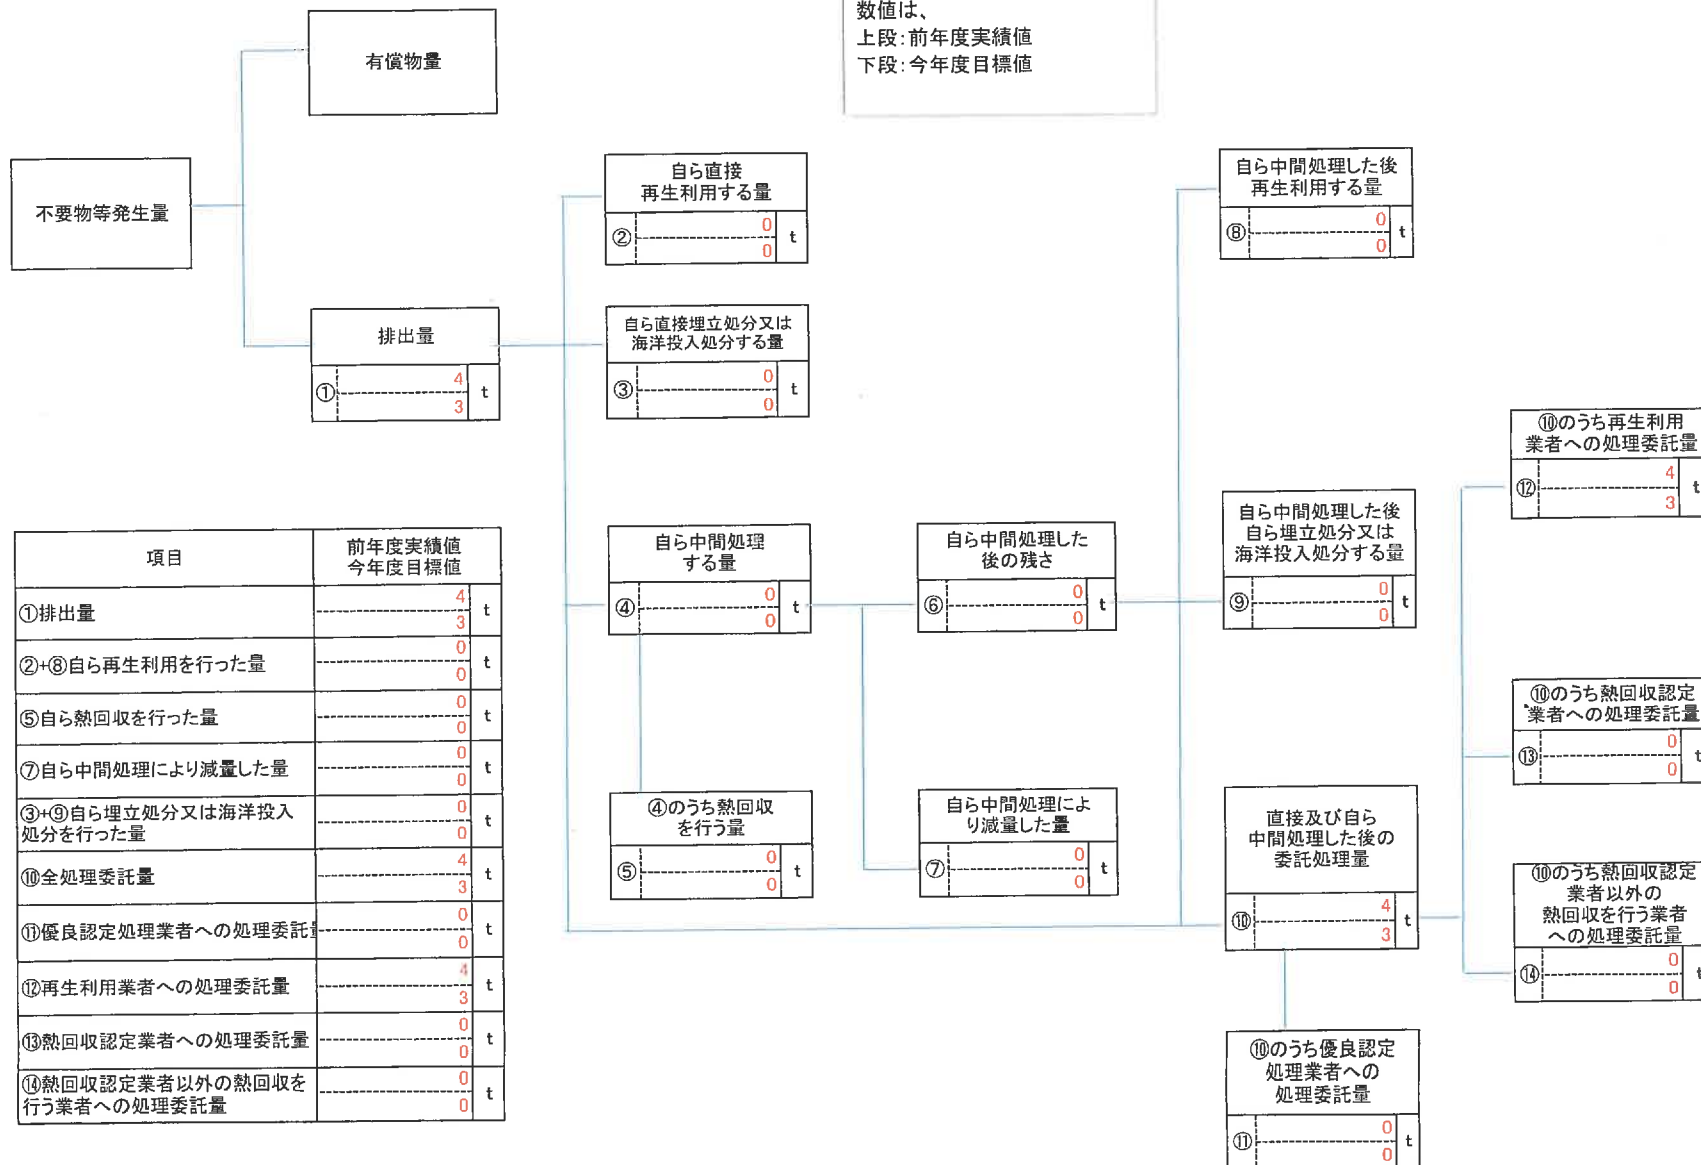 数値は、
上段:前年度実績値
下段:今年度目標値
有償物量
不要物等発生量
排出量
①
4
3
t
自ら直接
再生利用する量
②
0
0
t
自ら直接埋立処分又は
海洋投入処分する量
③
0
0
t
自ら中間処理
する量
④
0
0
t
④のうち熱回収
を行う量
⑤
0
0
t
自ら中間処理した
後の残さ
⑥
0
0
t
自ら中間処理によ
り減量した量
⑦
0
0
t
自ら中間処理した後
再生利用する量
⑧
0
0
t
自ら中間処理した後
自ら埋立処分又は
海洋投入処分する量
⑨
0
0
t
直接及び自ら
中間処理した後の
委託処理量
⑩
4
3
t
⑩のうち優良認定
処理業者への
処理委託量
⑪
0
0
t
⑩のうち再生利用
業者への処理委託量
⑫
4
3
t
⑩のうち熱回収認定
業者への処理委託量
⑬
0
0
t
⑩のうち熱回収認定
業者以外の
熱回収を行う業者
への処理委託量
⑭
0
0
t
項目
前年度実績値
今年度目標値
①排出量
4
3
t
②+⑧自ら再生利用を行った量
0
0
t
⑤自ら熱回収を行った量
0
0
t
⑦自ら中間処理により減量した量
0
0
t
③+⑨自ら埋立処分又は海洋投入
処分を行った量
0
0
t
⑩全処理委託量
4
3
t
⑪優良認定処理業者への処理委託
0
0
t
⑫再生利用業者への処理委託量
4
3
t
⑬熱回収認定業者への処理委託量
0
0
t
⑭熱回収認定業者以外の熱回収を
行う業者への処理委託量
0
0
t